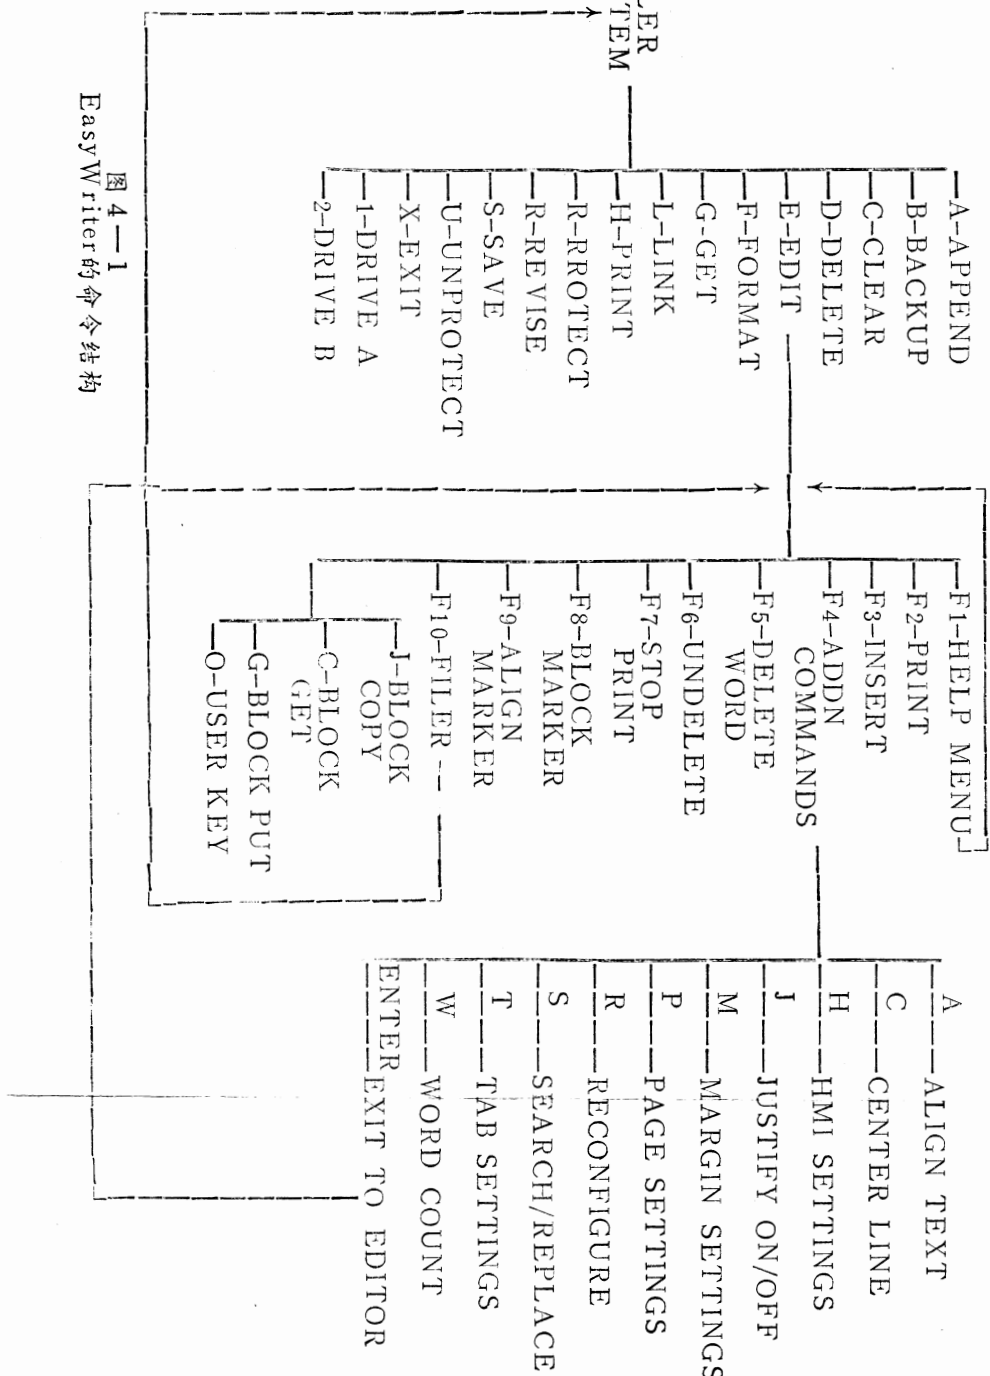 LER
TEM
A-APPEND
B-BACKUP
C-CLEAR
D-DELETE
E-EDIT
F-FORMAT
G-GET
L-LINK
H-PRINT
R-RROTECT
R-REVISE
S-SAVE
U-UNPROTECT
X-EXIT
1-DRIVE A
2-DRIVE B
F1-HELP MENU
F2-PRINT
F3-INSERT
F4-ADDN
COMMANDS
F5-DELETE
WORD
F6-UNDELETE
F7-STOP
PRINT
F8-BLOCK
MARKER
F9-ALIGN
MARKER
F10-FILER
J-BLOCK
COPY
C-BLOCK
GET
G-BLOCK PUT
O-USER KEY
A ALIGN TEXT
C CENTER LINE
H HMI SETTINGS
J JUSTIFY ON/OFF
M MARGIN SETTINGS
P PAGE SETTINGS
R RECONFIGURE
S SEARCH/REPLACE
T TAB SETTINGS
W WORD COUNT
ENTER EXIT TO EDITOR
图 4—1
EasyWriter的命令结构